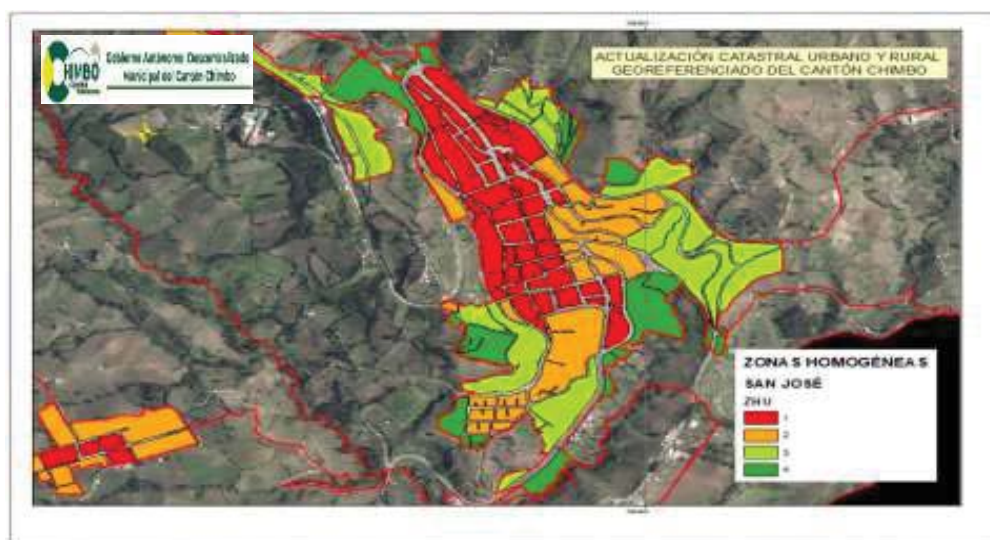 Gobierno Autónomo Descentralizado
Municipal del Cantón Chimbo
CHIMBO
ACTUALIZACIÓN CATASTRAL URBANO Y RURAL
GEOREFERENCIADO DEL CANTÓN CHIMBO
ZONAS HOMOGÉNEAS
SAN JOSÉ
ZHU
1
2
3
4